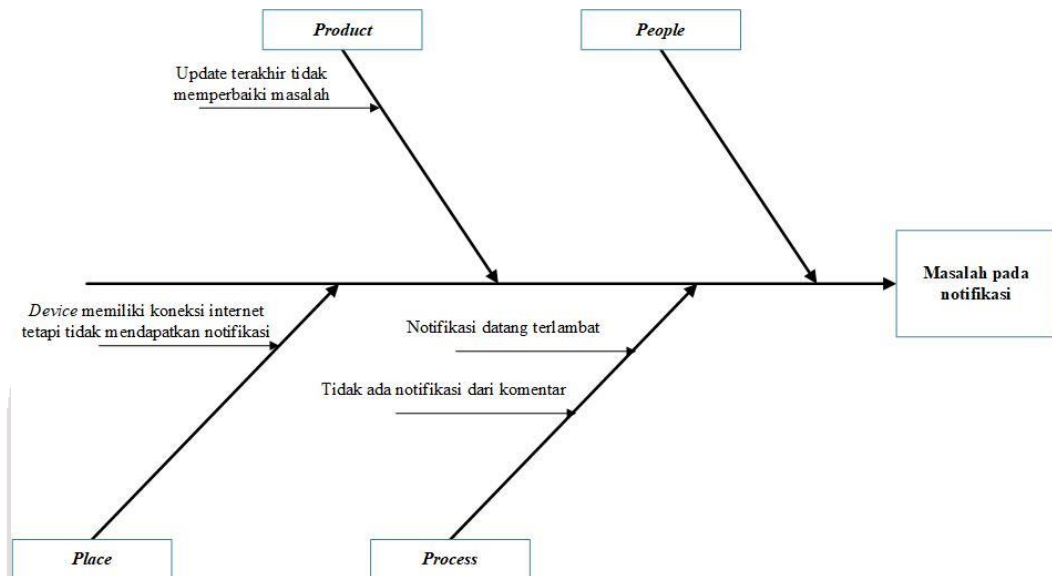 Product
People
Update terakhir tidak
memperbaiki masalah
Masalah pada
notifikasi
Device memiliki koneksi internet
tetapi tidak mendapatkan notifikasi
Notifikasi datang terlambat
Tidak ada notifikasi dari komentar
Place
Process